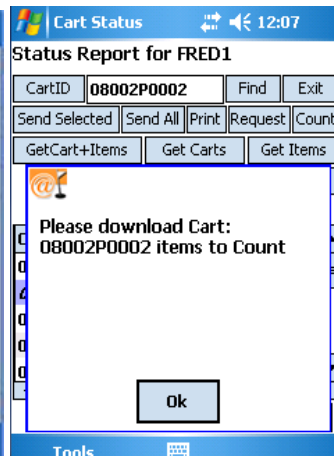 Cart Status 12:07
Status Report for FRED1
CartID 08002P0002 Find Exit
Send Selected Send All Print Request Count
GetCart+Items Get Carts Get Items
Please download Cart:
08002P0002 items to Count
Ok
Tools